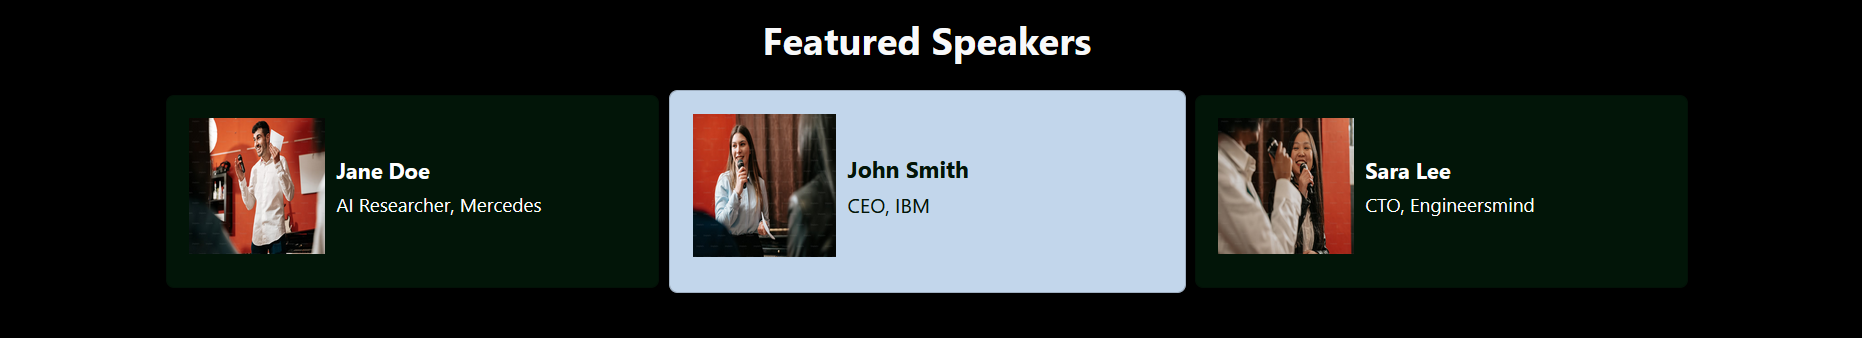 Featured Speakers
Jane Doe
AI Researcher, Mercedes
John Smith
CEO, IBM
Sara Lee
CTO, Engineersmind